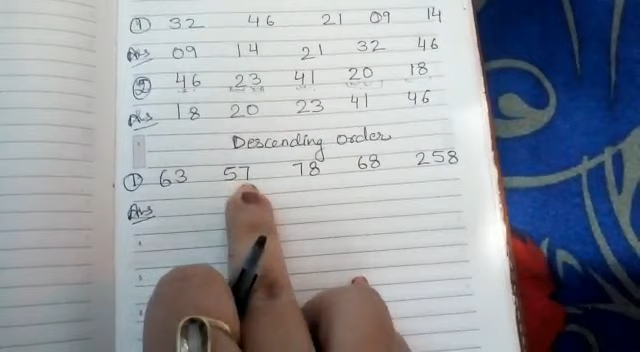 ① 32 46 21 09 14
Ans 09 14 21 32 46
② 46 23 41 20 18
Ans 18 20 23 41 46
Descending order
① 63 57 78 68 258
Ans